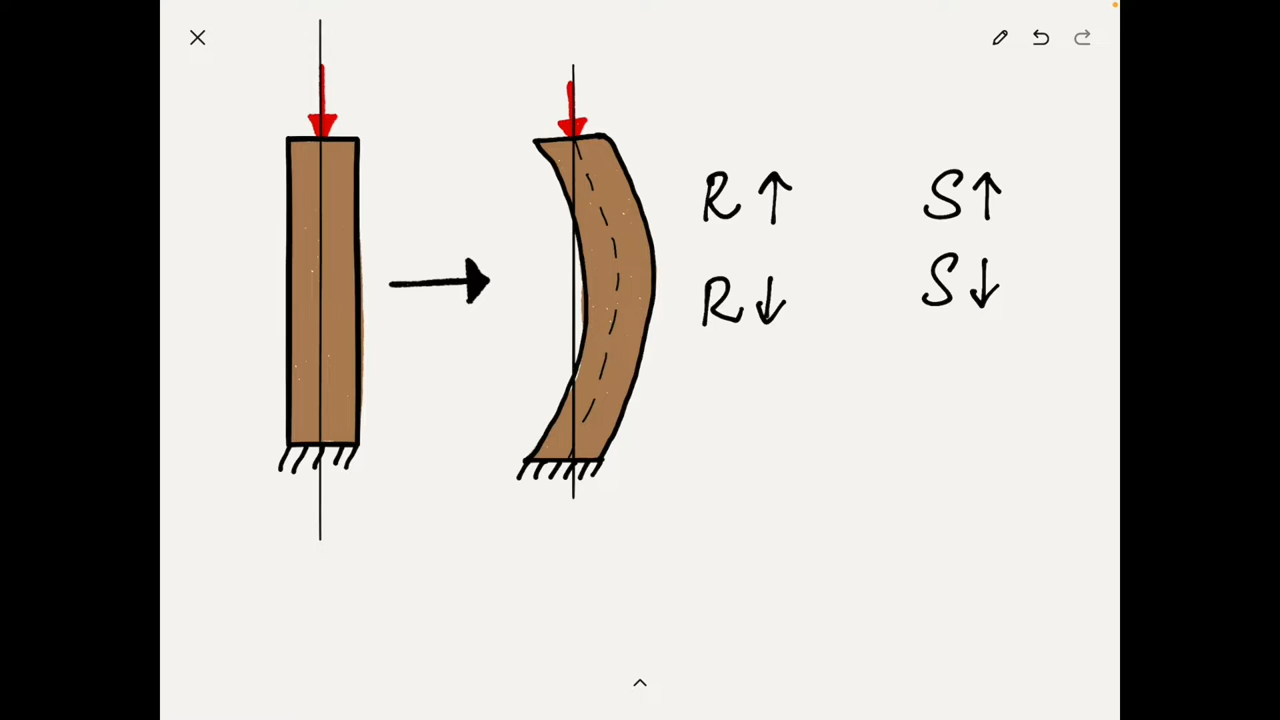 R ↑ S ↑
R ↓ S ↓